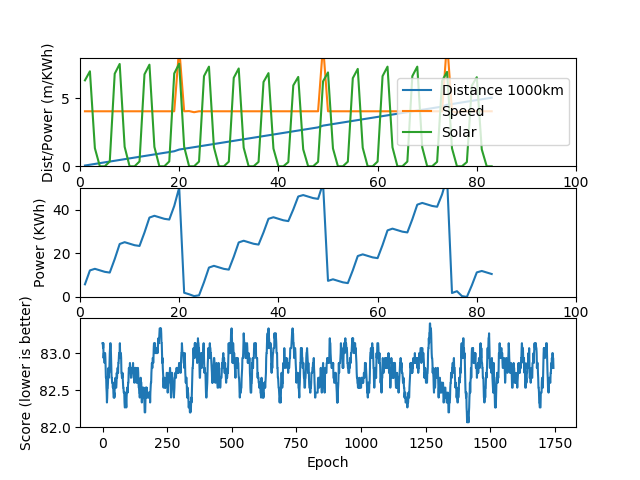 Dist/Power (m/KWh)
5
0
Distance 1000km
Speed
Solar
0 20 40 60 80 100
Power (KWh)
40
20
0
0 20 40 60 80 100
Score (lower is better)
83.0
82.5
82.0
0 250 500 750 1000 1250 1500 1750
Epoch